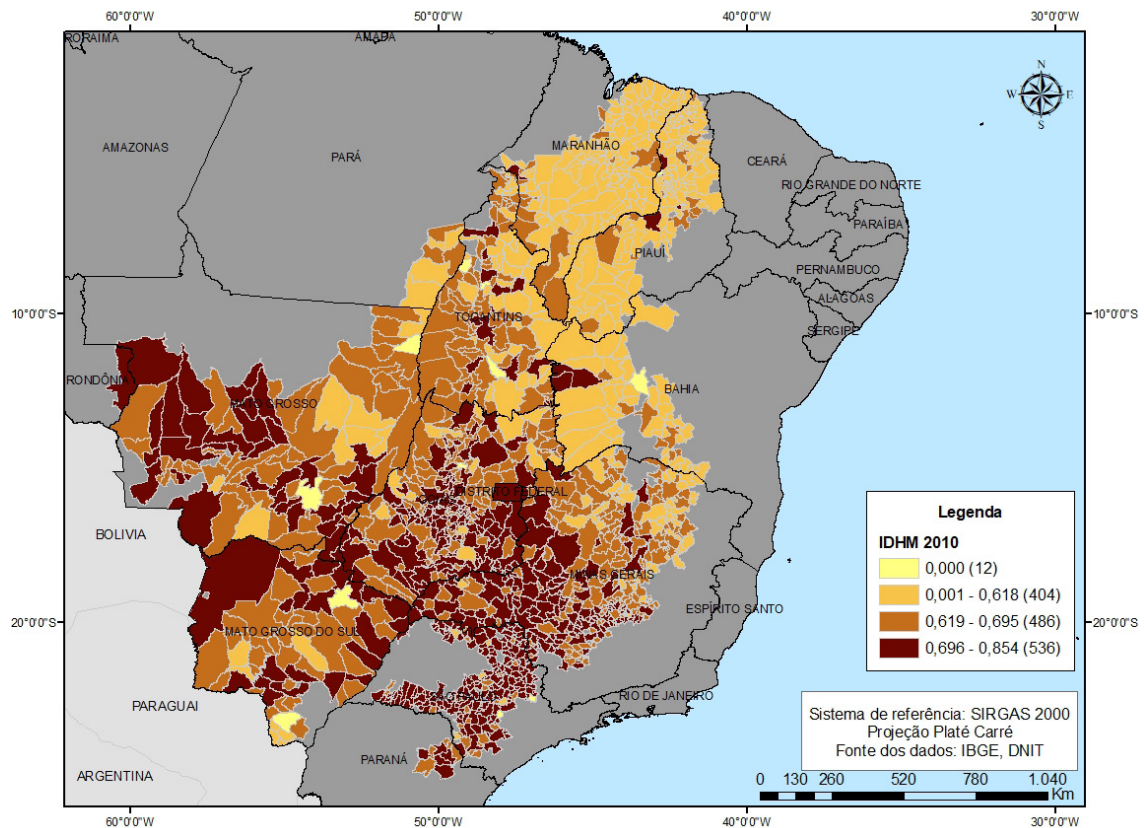 60°0'0"W
50°0'0"W
40°0'0"W
30°0'0"W
RORAIMA
AMAPÁ
N
W
E
S
AMAZONAS
PARÁ
MARANHÃO
CEARÁ
RIO GRANDE DO NORTE
PARAÍBA
PIAUÍ
PERNAMBUCO
ALAGOAS
SERGIPE
10°0'0"S
TOCANTINS
10°0'0"S
RONDÔNIA
MATO GROSSO
BAHIA
DISTRITO FEDERAL
BOLIVIA
MINAS GERAIS
ESPÍRITO SANTO
20°0'0"S
MATO GROSSO DO SUL
20°0'0"S
RIO DE JANEIRO
PARAGUAI
PARANÁ
ARGENTINA
Legenda
IDHM 2010
0,000 (12)
0,001 - 0,618 (404)
0,619 - 0,695 (486)
0,696 - 0,854 (536)
Sistema de referência: SIRGAS 2000
Projeção Platé Carré
Fonte dos dados: IBGE, DNIT
0 130 260 520 780 1.040
Km
60°0'0"W
50°0'0"W
40°0'0"W
30°0'0"W